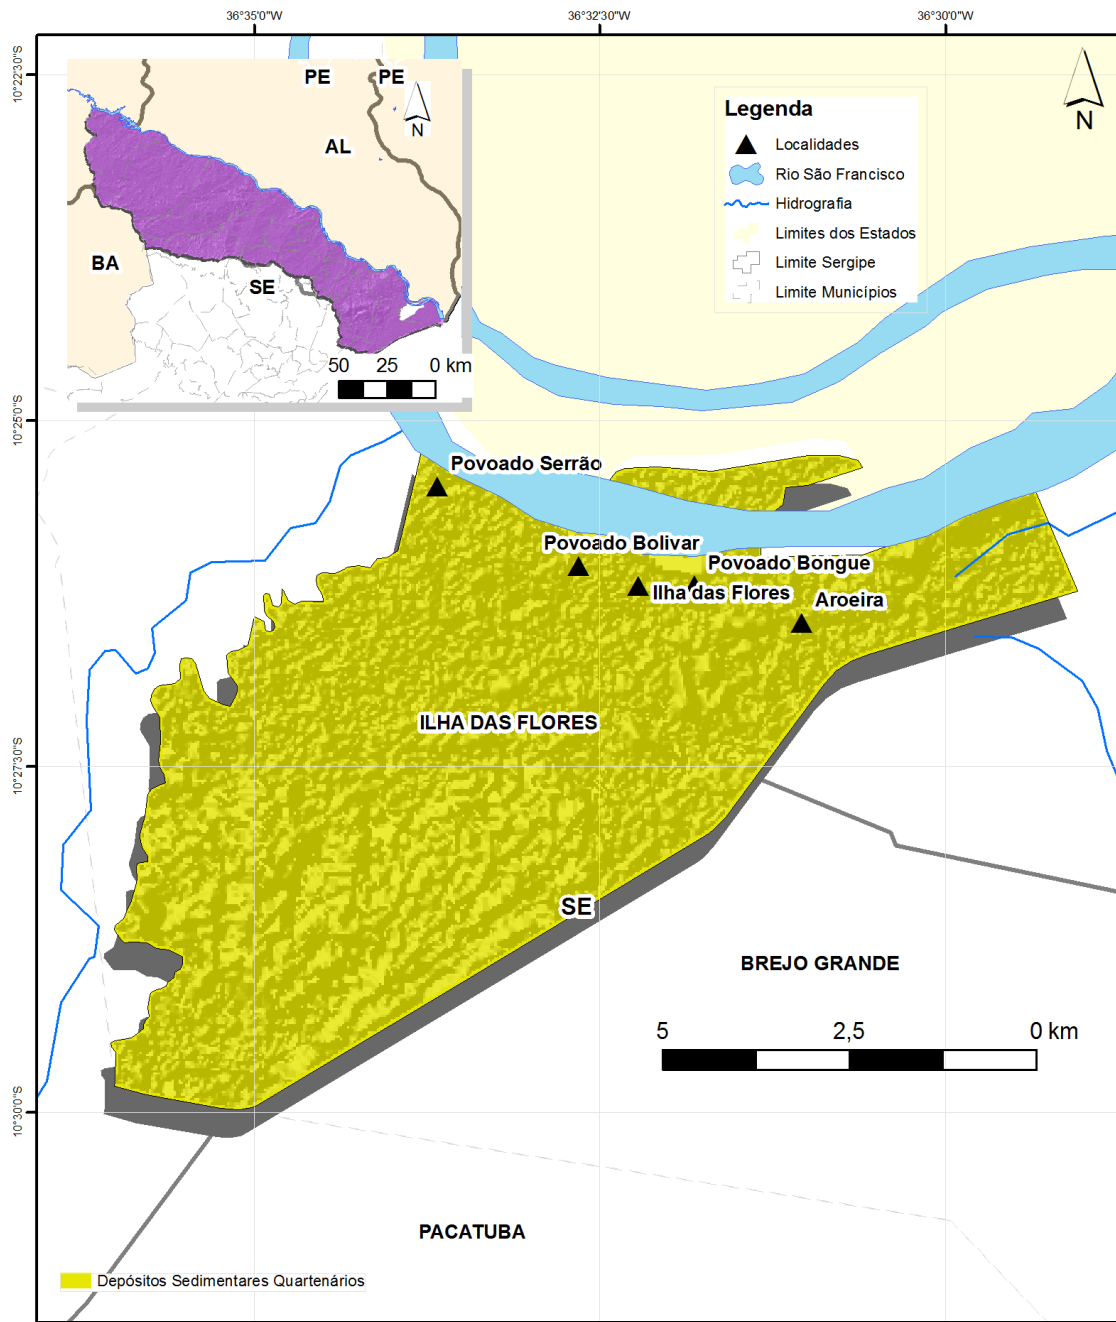 36°35'0"W
36°32'30"W
36°30'0"W
10°22'30"S
10°25'0"S
10°27'30"S
10°30'0"S
PE
PE
AL
N
BA
SE
50 25 0 km
N
Legenda
Localidades
Rio São Francisco
Hidrografia
Limites dos Estados
Limite Sergipe
Limite Municípios
Povoado Serrão
Povoado Bolivar
Povoado Bongue
Ilha das Flores
Aroeira
ILHA DAS FLORES
SE
BREJO GRANDE
5 2,5 0 km
PACATUBA
Depósitos Sedimentares Quartenários